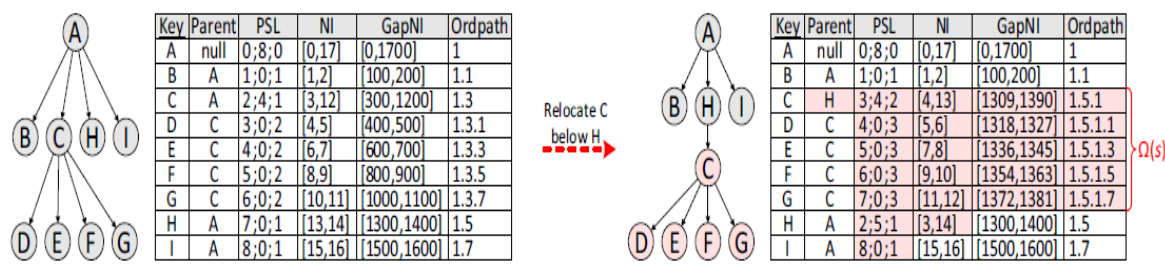 A
B C H I
D E F G
Key Parent PSL NI GapNI Ordpath
A null 0;8;0 [0,17] [0,1700] 1
B A 1;0;1 [1,2] [100,200] 1.1
C A 2;4;1 [3,12] [300,1200] 1.3
D C 3;0;2 [4,5] [400,500] 1.3.1
E C 4;0;2 [6,7] [600,700] 1.3.3
F C 5;0;2 [8,9] [800,900] 1.3.5
G C 6;0;2 [10,11] [1000,1100] 1.3.7
H A 7;0;1 [13,14] [1300,1400] 1.5
I A 8;0;1 [15,16] [1500,1600] 1.7
Relocate C
below H
A
B H I
C
D E F G
Key Parent PSL NI GapNI Ordpath
A null 0;8;0 [0,17] [0,1700] 1
B A 1;0;1 [1,2] [100,200] 1.1
C H 3;4;2 [4,13] [1309,1390] 1.5.1
D C 4;0;3 [5,6] [1318,1327] 1.5.1.1
E C 5;0;3 [7,8] [1336,1345] 1.5.1.3
F C 6;0;3 [9,10] [1354,1363] 1.5.1.5
G C 7;0;3 [11,12] [1372,1381] 1.5.1.7
H A 2;5;1 [3,14] [1300,1400] 1.5
I A 8;0;1 [15,16] [1500,1600] 1.7
Ω(s)